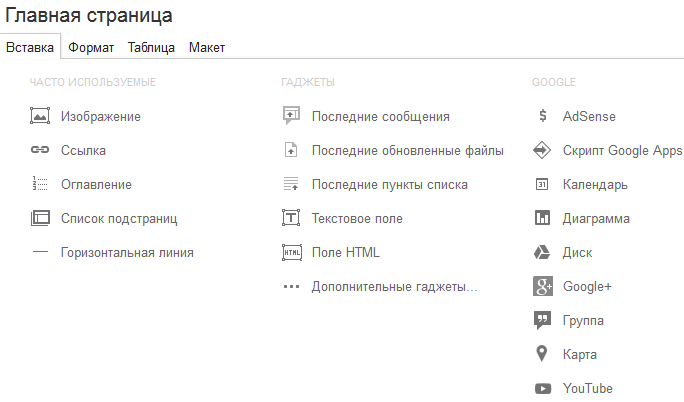 Главная страница
Вставка Формат Таблица Макет
ЧАСТО ИСПОЛЬЗУЕМЫЕ
Изображение
Ссылка
Оглавление
Список подстраниц
Горизонтальная линия
ГАДЖЕТЫ
Последние сообщения
Последние обновленные файлы
Последние пункты списка
Текстовое поле
HTML Поле HTML
Дополнительные гаджеты...
GOOGLE
$ AdSense
Скрипт Google Apps
31 Календарь
Диаграмма
Диск
g+ Google+
Группа
Карта
YouTube